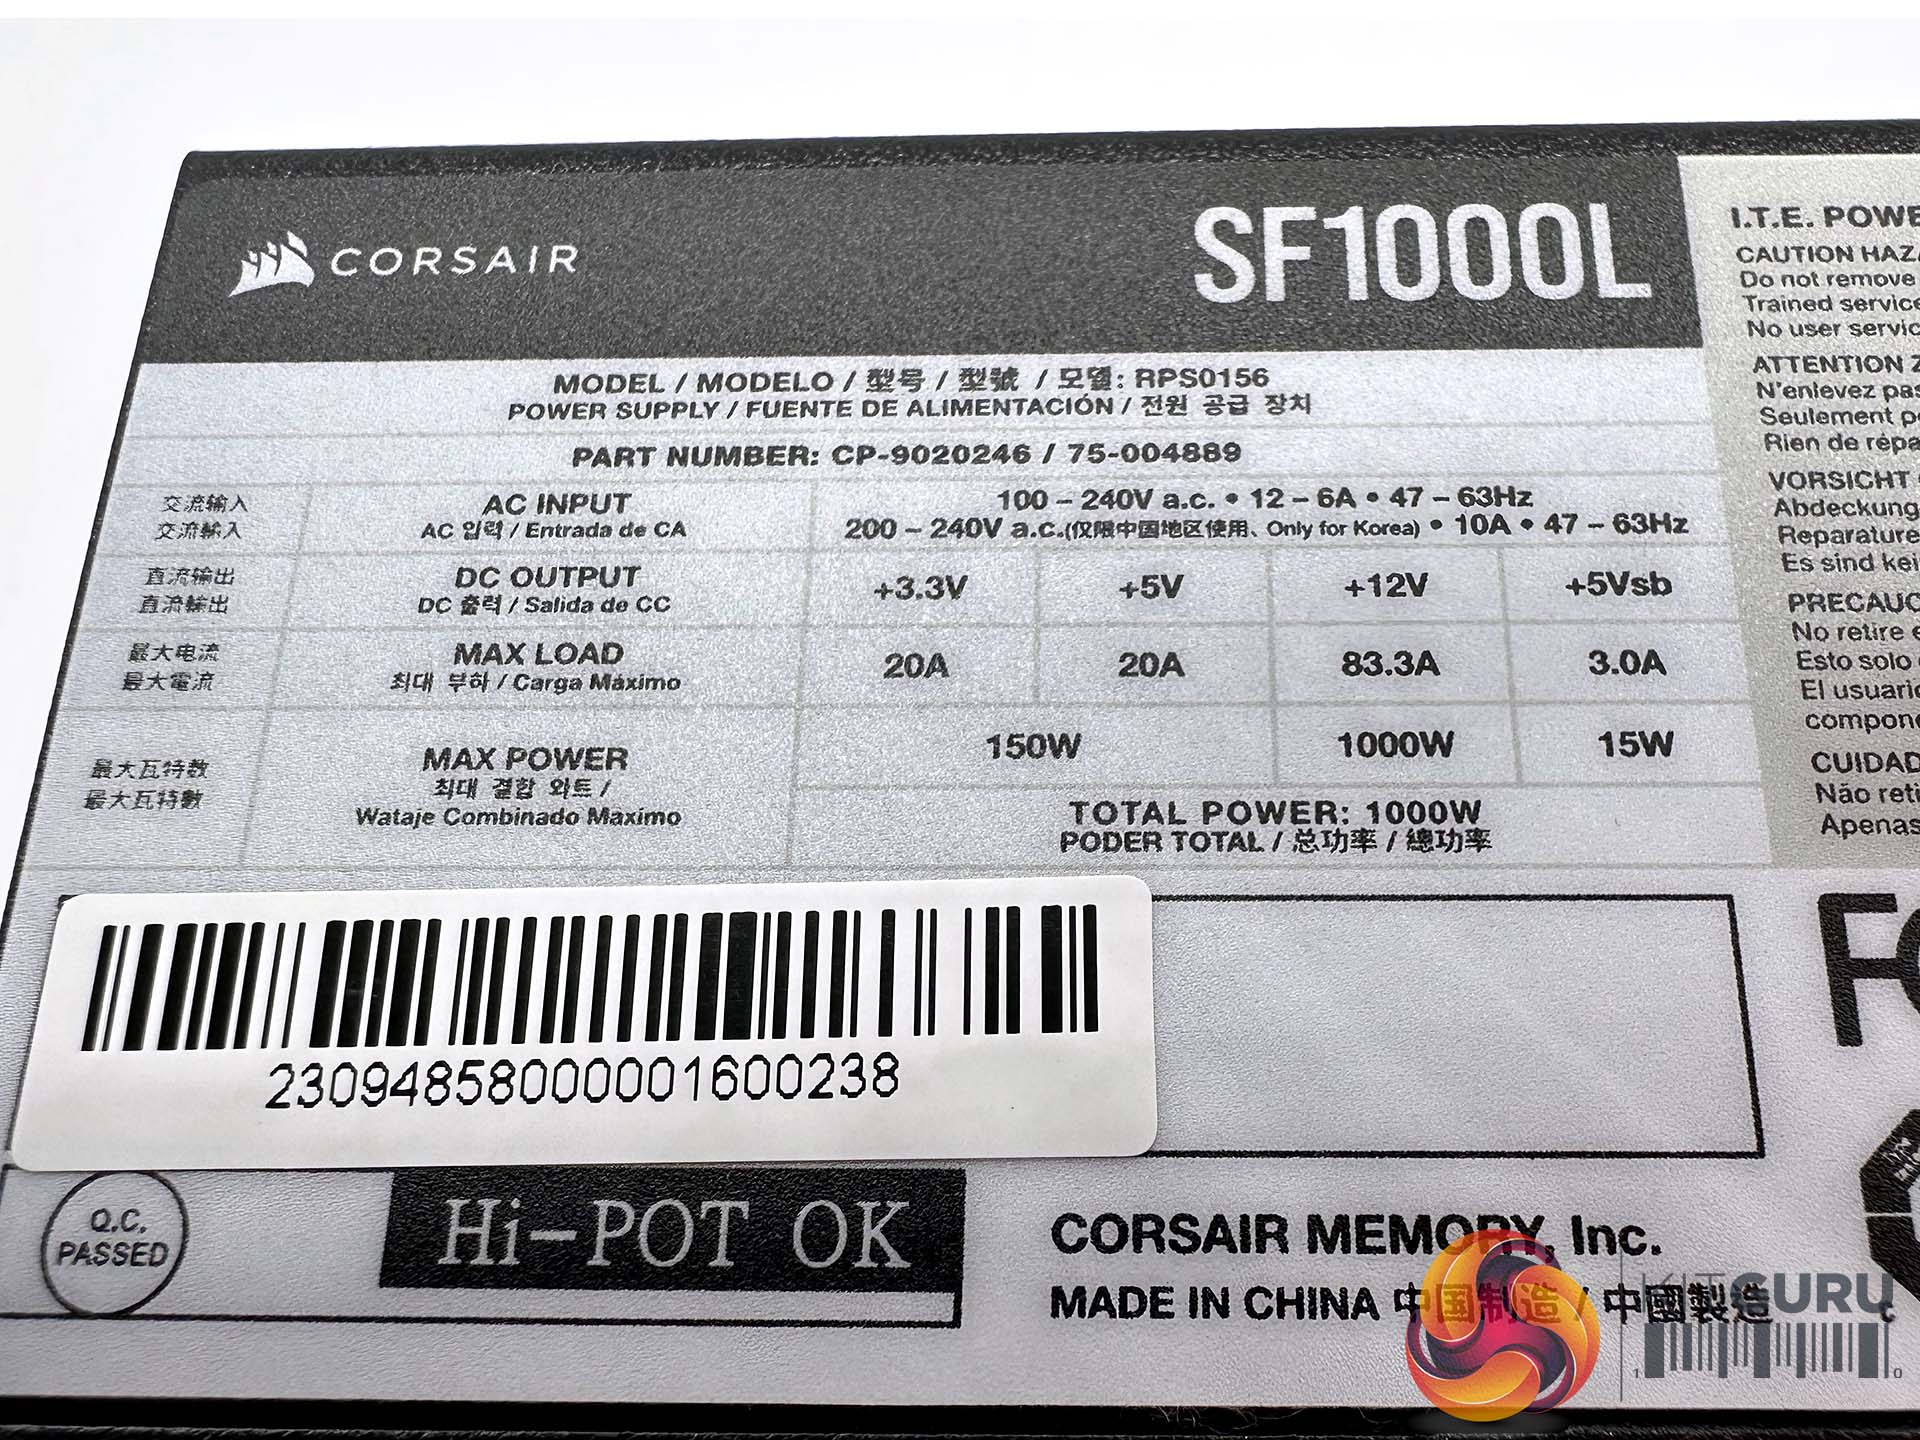 CORSAIR
SF1000L
MODEL / MODELO / 型号 / 型號 / 모델: RPS0156
POWER SUPPLY / FUENTE DE ALIMENTACIÓN / 전원 공급 장치
PART NUMBER: CP-9020246 / 75-004889
交流输入
交流輸入
AC INPUT
AC 입력 / Entrada de CA
100 – 240V a.c. • 12 – 6A • 47 – 63Hz
200 – 240V a.c.(仅限中国地区使用、Only for Korea) • 10A • 47 – 63Hz
直流输出
直流輸出
DC OUTPUT
DC 출력 / Salida de CC
+3.3V +5V +12V +5Vsb
最大电流
最大電流
MAX LOAD
최대 부하 / Carga Máximo
20A 20A 83.3A 3.0A
最大瓦特数
最大瓦特數
MAX POWER
최대 결합 와트 /
Wataje Combinado Maximo
150W 1000W 15W
TOTAL POWER: 1000W
PODER TOTAL / 总功率 / 總功率
I.T.E. POWE
CAUTION HAZA
Do not remove
Trained service
No user servic
ATTENTION Z
N'enlevez pas
Seulement pe
Rien de répa
VORSICHT
Abdeckung
Reparature
Es sind kei
PRECAUC
No retire e
Esto solo
El usuario
compone
CUIDAD
Não reti
Apenas
23094858000001600238
Q.C.
PASSED
Hi-POT OK
CORSAIR MEMORY, Inc.
MADE IN CHINA 中国制造 / 中國製造
FC
KITGURU